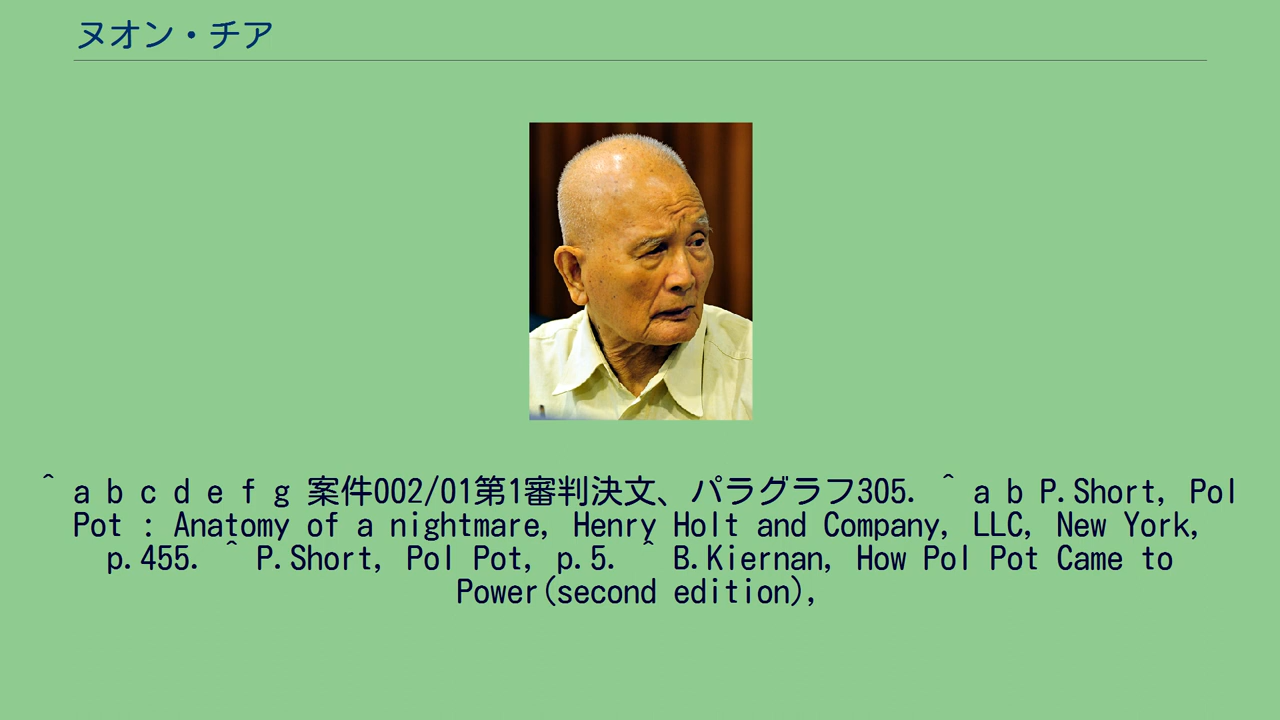 ヌオン・チア
^ a b c d e f g 案件002/01第1審判決文、パラグラフ305. ^ a b P.Short, Pol
Pot : Anatomy of a nightmare, Henry Holt and Company, LLC, New York,
p.455. ^ P.Short, Pol Pot, p.5. ^ B.Kiernan, How Pol Pot Came to
Power(second edition),